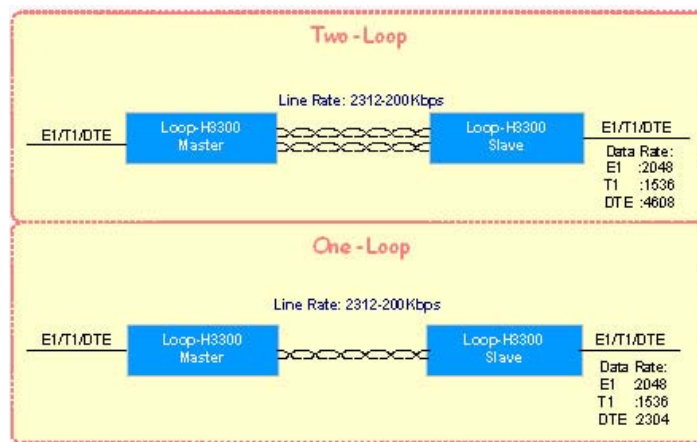 Two-Loop
Line Rate: 2312-200Kbps
E1/T1/DTE
Loop-H3300
Master
Loop-H3300
Slave
E1/T1/DTE
Data Rate:
E1 :2048
T1 :1536
DTE :4608
One-Loop
Line Rate: 2312-200Kbps
E1/T1/DTE
Loop-H3300
Master
Loop-H3300
Slave
E1/T1/DTE
Data Rate:
E1 :2048
T1 :1536
DTE :2304